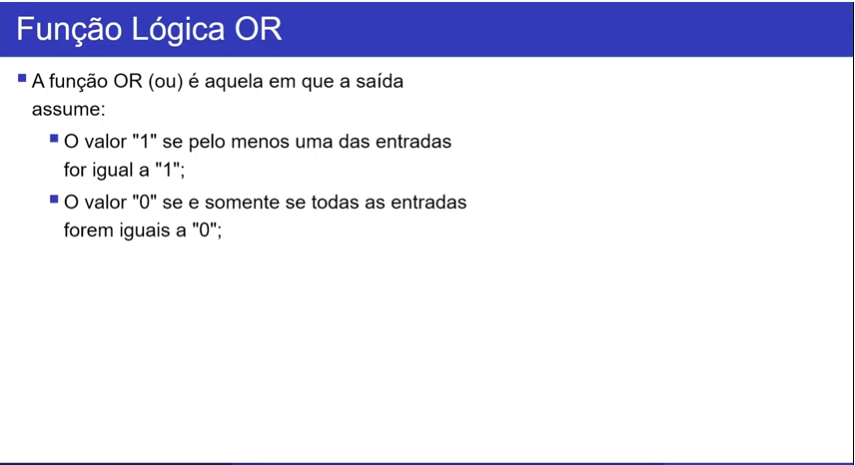 Função Lógica OR
A função OR (ou) é aquela em que a saída
assume:
O valor "1" se pelo menos uma das entradas
for igual a "1";
O valor "0" se e somente se todas as entradas
forem iguais a "0";